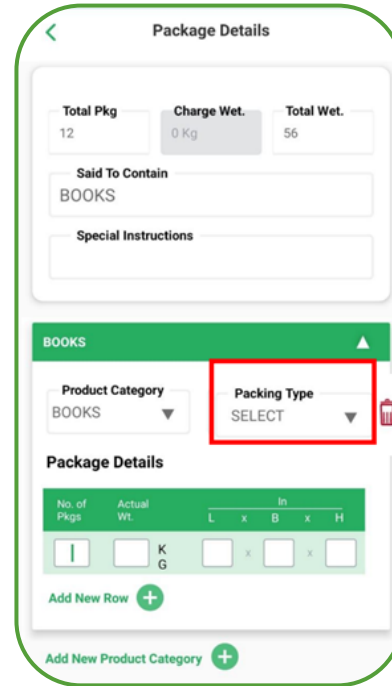 Package Details
Total Pkg Charge Wet. Total Wet.
12 0 Kg 56
Said To Contain
BOOKS
Special Instructions
BOOKS
Product Category Packing Type
BOOKS SELECT
Package Details
No. of Actual In
Pkgs Wt. L x B x H
K x x
G
Add New Row
Add New Product Category